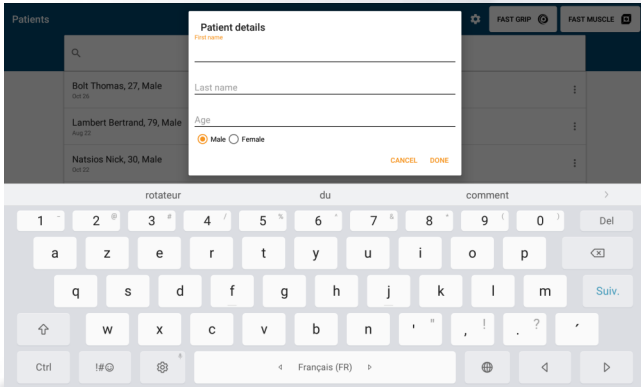 Patients
Patient details
FAST GRIP
FAST MUSCLE
First name
Bolt Thomas, 27, Male
Oct 26
Last name
Lambert Bertrand, 79, Male
Aug 22
Age
Male Female
Natsios Nick, 30, Male
Oct 22
CANCEL DONE
rotateur du comment
1 - 2 @ 3 # 4 / 5 % 6 ^ 7 & 8 * 9 ( 0 ) Del
a z e r t y u i o p
q s d f g h j k l m Suiv.
w x c v b n ' " , ! . ? ´
Ctrl !#☺ Français (FR)